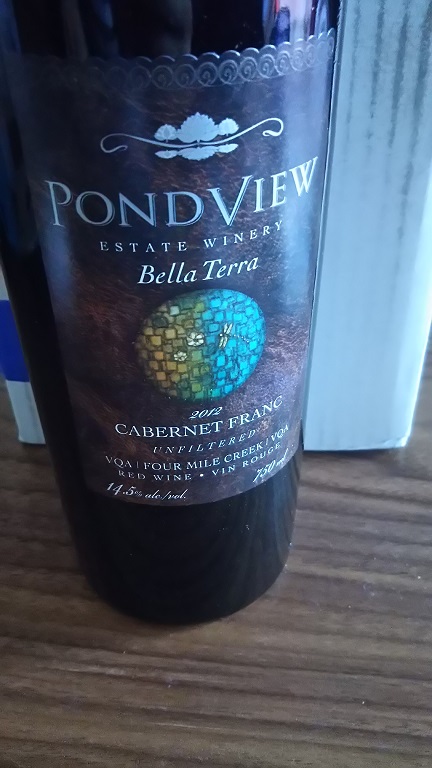 PONDVIEW
ESTATE WINERY
Bella Terra
2012
CABERNET FRANC
UNFILTERED
VQA | FOUR MILE CREEK | VQA
RED WINE • VIN ROUGE
14.5% alc./vol. 750 ml